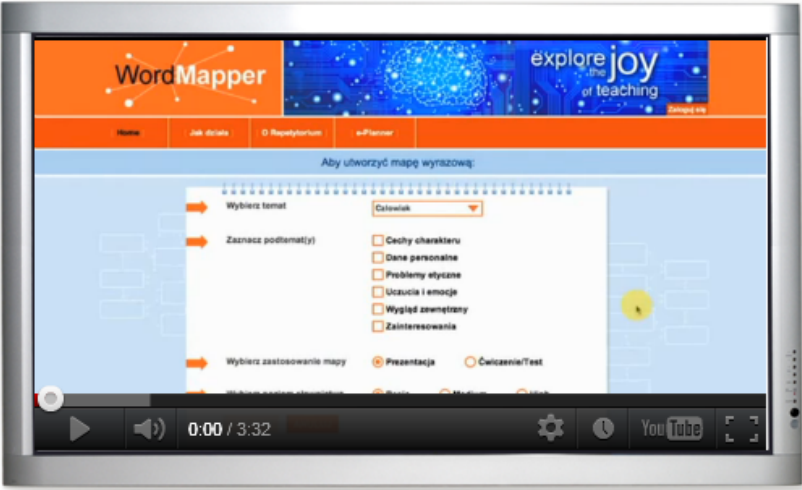 WordMapper
explore
the joy
of teaching
Zaloguj się
Home
Jak działa
O Repetytorium
e-Planner
Aby utworzyć mapę wyrazową:
Wybierz temat
Człowiek
Zaznacz podtemat(y)
Cechy charakteru
Dane personalne
Problemy etyczne
Uczucia i emocje
Wygląd zewnętrzny
Zainteresowania
Wybierz zastosowanie mapy
Prezentacja
Ćwiczenie/Test
0:00 / 3:32
YouTube